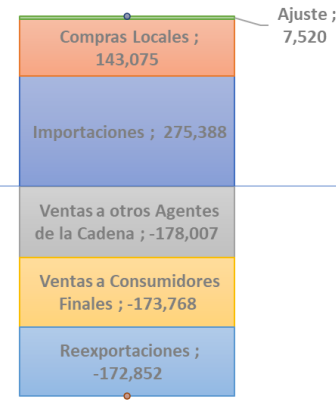 Ajuste ;
7,520
Compras Locales ;
143,075
Importaciones ; 275,388
Ventas a otros Agentes
de la Cadena ; -178,007
Ventas a Consumidores
Finales ; -173,768
Reexportaciones ;
-172,852